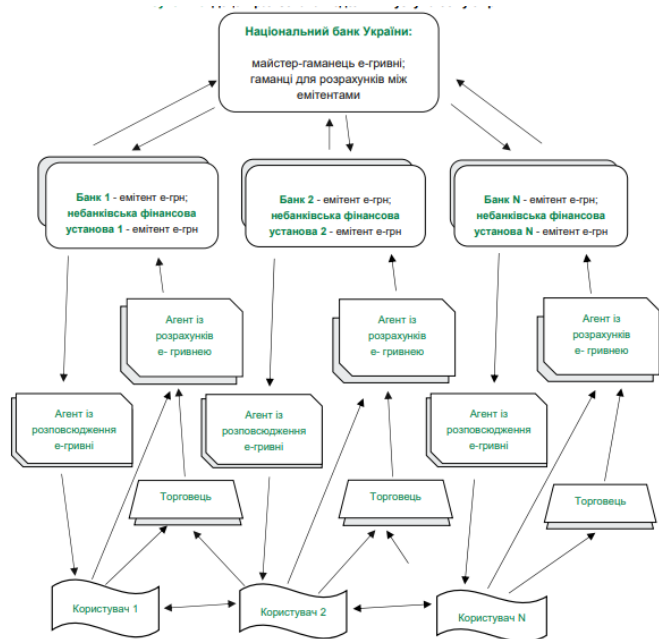 Національний банк України:
майстер-гаманець е-гривні;
гаманці для розрахунків між
емітентами
Банк 1 - емітент е-грн;
небанківська фінансова
установа 1 - емітент е-грн
Банк 2 - емітент е-грн;
небанківська фінансова
установа 2 - емітент е-грн
Банк N - емітент е-грн;
небанківська фінансова
установа N - емітент е-грн
Агент із
розрахунків
е- гривнею
Агент із
розрахунків
е- гривнею
Агент із
розрахунків
е- гривнею
Агент із
розповсюдження
е-гривні
Агент із
розповсюдження
е-гривні
Агент із
розповсюдження
е-гривні
Торговець
Торговець
Торговець
Користувач 1
Користувач 2
Користувач N